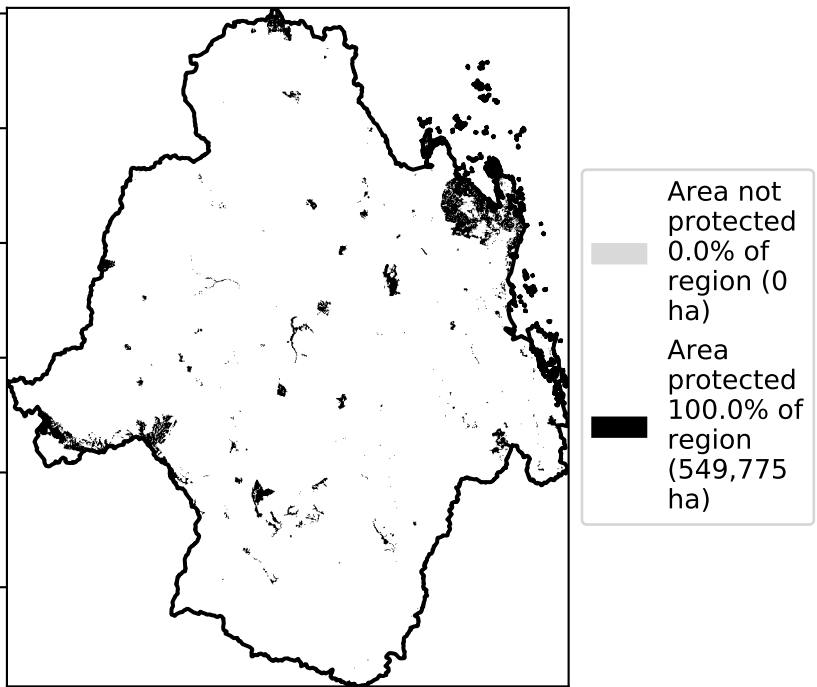 Area not
protected
0.0% of
region (0
ha)
Area
protected
100.0% of
region
(549,775
ha)